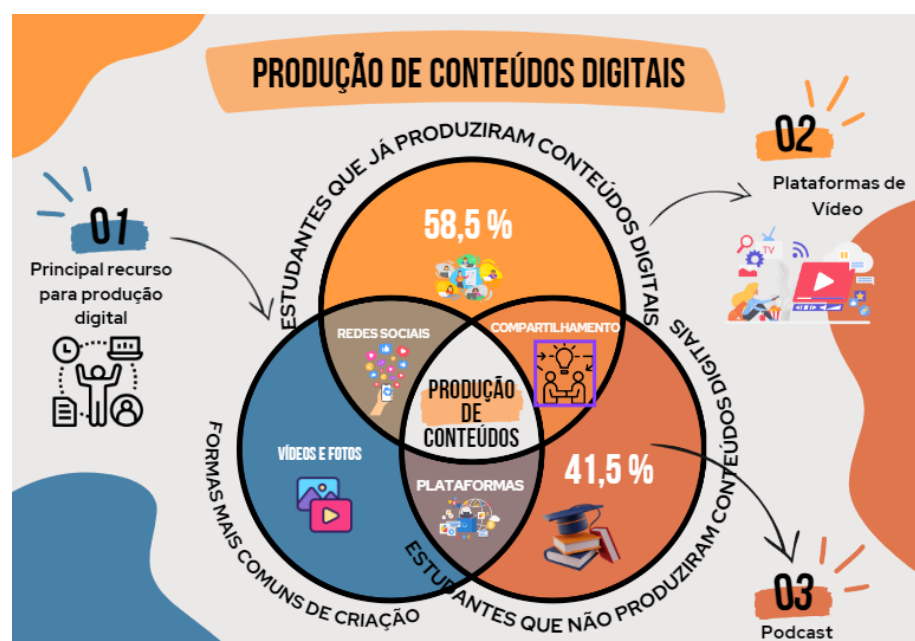 PRODUÇÃO DE CONTEÚDOS DIGITAIS
ESTUDANTES QUE JÁ PRODUZIRAM CONTEÚDOS DIGITAIS
01
Principal recurso
para produção
digital
02
Plataformas de
Vídeo
TV
58,5 %
REDES SOCIAIS
COMPARTILHAMENTO
PRODUÇÃO
DE
CONTEÚDOS
VÍDEOS E FOTOS
PLATAFORMAS
41,5 %
FORMAS MAIS COMUNS DE CRIAÇÃO
ESTUDANTES QUE NÃO PRODUZIRAM CONTEÚDOS DIGITAIS
03
Podcast